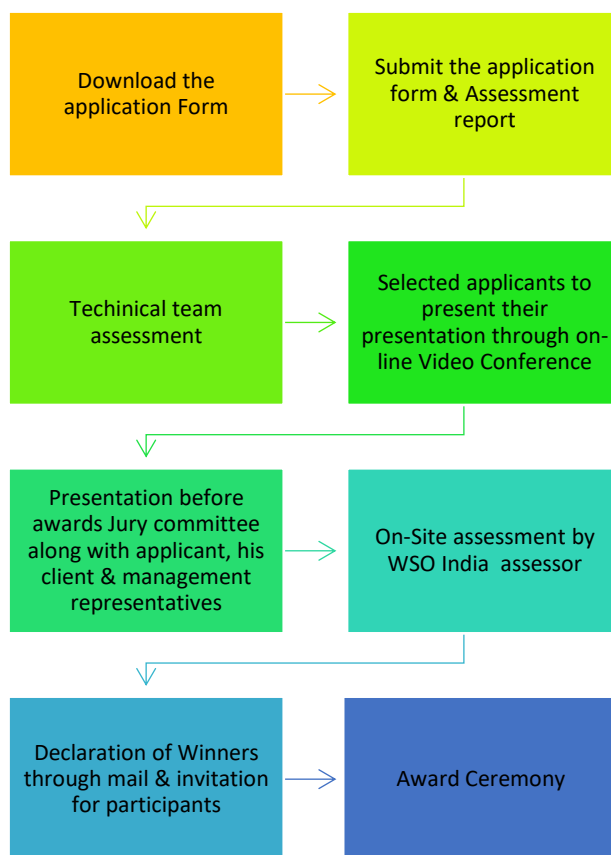 Download the
application Form
Submit the application
form & Assessment
report
Techinical team
assessment
Selected applicants to
present their
presentation through on-
line Video Conference
Presentation before
awards Jury committee
along with applicant, his
client & management
representatives
On-Site assessment by
WSO India assessor
Declaration of Winners
through mail & invitation
for participants
Award Ceremony